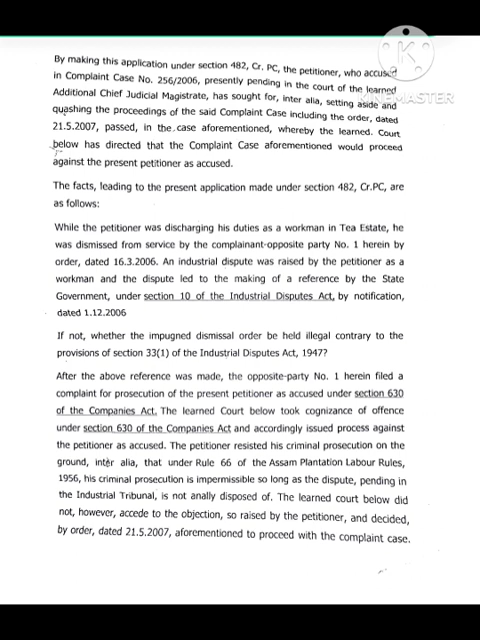 By making this application under section 482, Cr. PC, the petitioner, who accused
in Complaint Case No. 256/2006, presently pending in the court of the learned
Additional Chief Judicial Magistrate, has sought for, inter alia, setting aside and
quashing the proceedings of the said Complaint Case including the order, dated
21.5.2007, passed, in the case aforementioned, whereby the learned. Court
below has directed that the Complaint Case aforementioned would proceed
against the present petitioner as accused.
The facts, leading to the present application made under section 482, Cr.PC, are
as follows:
While the petitioner was discharging his duties as a workman in Tea Estate, he
was dismissed from service by the complainant-opposite party No. 1 herein by
order, dated 16.3.2006. An industrial dispute was raised by the petitioner as a
workman and the dispute led to the making of a reference by the State
Government, under section 10 of the Industrial Disputes Act, by notification,
dated 1.12.2006
If not, whether the impugned dismissal order be held illegal contrary to the
provisions of section 33(1) of the Industrial Disputes Act, 1947?
After the above reference was made, the opposite-party No. 1 herein filed a
complaint for prosecution of the present petitioner as accused under section 630
of the Companies Act. The learned Court below took cognizance of offence
under section 630 of the Companies Act and accordingly issued process against
the petitioner as accused. The petitioner resisted his criminal prosecution on the
ground, inter alia, that under Rule 66 of the Assam Plantation Labour Rules,
1956, his criminal prosecution is impermissible so long as the dispute, pending in
the Industrial Tribunal, is not anally disposed of. The learned court below did
not, however, accede to the objection, so raised by the petitioner, and decided,
by order, dated 21.5.2007, aforementioned to proceed with the complaint case.
K
KINEMASTER